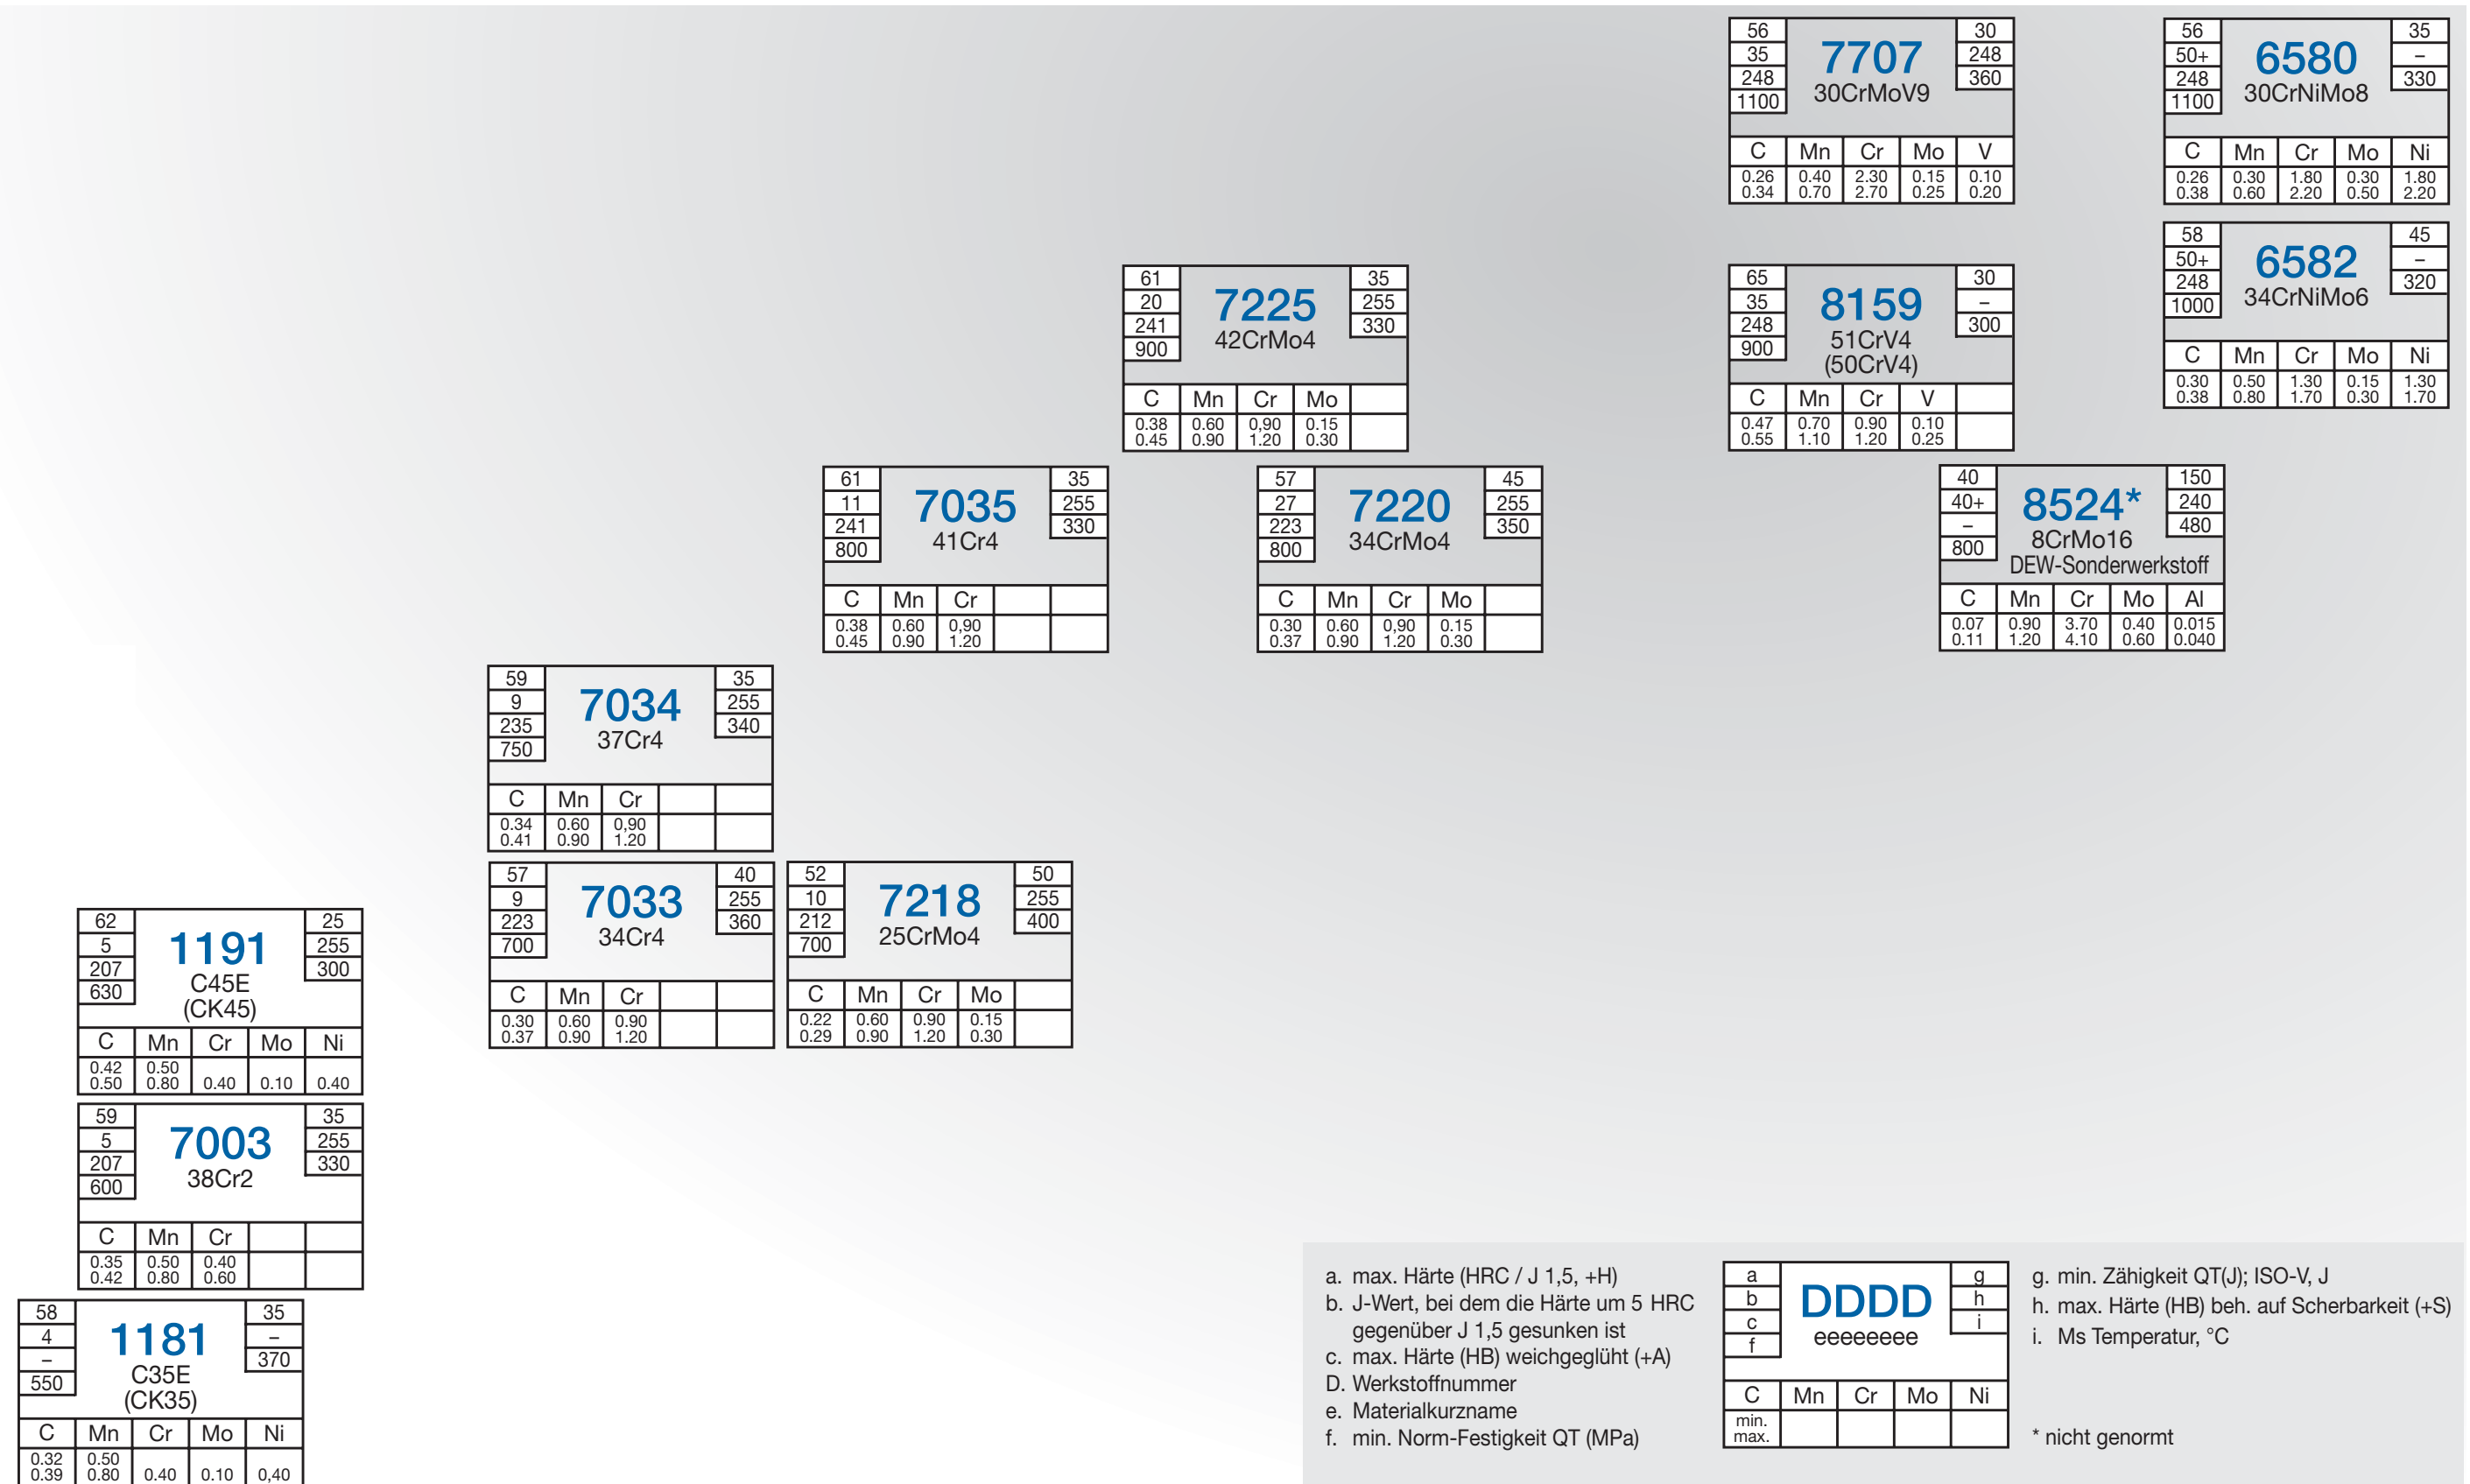 56 30
35 7707 248
248 30CrMoV9 360
1100
C Mn Cr Mo V
0.26 0.40 2.30 0.15 0.10
0.34 0.70 2.70 0.25 0.20
56 35
50+ 6580 –
248 30CrNiMo8 330
1100
C Mn Cr Mo Ni
0.26 0.30 1.80 0.30 1.80
0.38 0.60 2.20 0.50 2.20
58 45
50+ 6582 –
248 34CrNiMo6 320
1000
C Mn Cr Mo Ni
0.30 0.50 1.30 0.15 1.30
0.38 0.80 1.70 0.30 1.70
61 35
20 7225 255
241 42CrMo4 330
900
C Mn Cr Mo
0.38 0.60 0,90 0.15
0.45 0.90 1.20 0.30
65 30
35 8159 –
248 51CrV4 300
900 (50CrV4)
C Mn Cr V
0.47 0.70 0.90 0.10
0.55 1.10 1.20 0.25
61 35
11 7035 255
241 41Cr4 330
800
C Mn Cr
0.38 0.60 0,90
0.45 0.90 1.20
57 45
27 7220 255
223 34CrMo4 350
800
C Mn Cr Mo
0.30 0.60 0,90 0.15
0.37 0.90 1.20 0.30
40 150
40+ 8524* 240
– 8CrMo16 480
800 DEW-Sonderwerkstoff
C Mn Cr Mo Al
0.07 0.90 3.70 0.40 0.015
0.11 1.20 4.10 0.60 0.040
59 35
9 7034 255
235 37Cr4 340
750
C Mn Cr
0.34 0.60 0,90
0.41 0.90 1.20
57 40
9 7033 255
223 34Cr4 360
700
C Mn Cr
0.30 0.60 0.90
0.37 0.90 1.20
52 50
10 7218 255
212 25CrMo4 400
700
C Mn Cr Mo
0.22 0.60 0.90 0.15
0.29 0.90 1.20 0.30
62 25
5 1191 255
207 C45E 300
630 (CK45)
C Mn Cr Mo Ni
0.42 0.50
0.50 0.80 0.40 0.10 0.40
59 35
5 7003 255
207 38Cr2 330
600
C Mn Cr
0.35 0.50 0.40
0.42 0.80 0.60
58 35
4 1181 –
– C35E 370
550 (CK35)
C Mn Cr Mo Ni
0.32 0.50
0.39 0.80 0.40 0.10 0,40
a. max. Härte (HRC / J 1,5, +H)
b. J-Wert, bei dem die Härte um 5 HRC
gegenüber J 1,5 gesunken ist
c. max. Härte (HB) weichgeglüht (+A)
D. Werkstoffnummer
e. Materialkurzname
f. min. Norm-Festigkeit QT (MPa)
a g
b DDDD h
c eeeeeeee i
f
C Mn Cr Mo Ni
min.
max.
g. min. Zähigkeit QT(J); ISO-V, J
h. max. Härte (HB) beh. auf Scherbarkeit (+S)
i. Ms Temperatur, °C
* nicht genormt